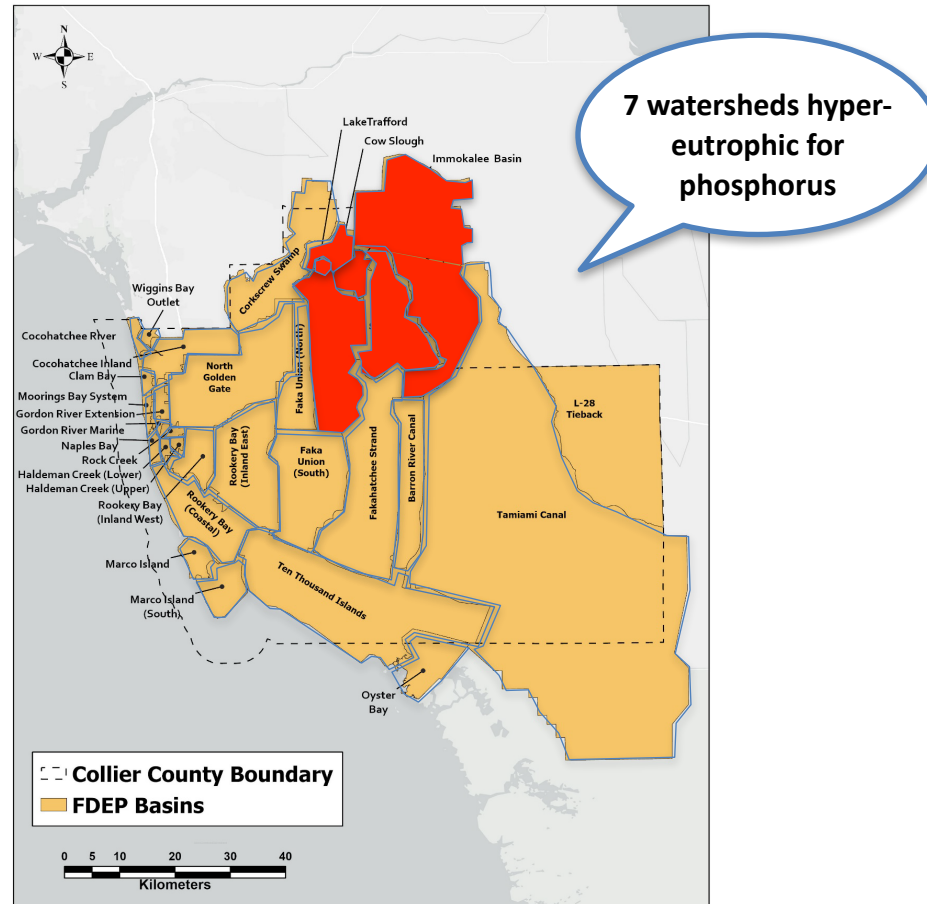 N
W
E
S
7 watersheds hyper-
eutrophic for
phosphorus
LakeTrafford
Cow Slough
Immokalee Basin
Corkscrew Swamp
Wiggins Bay
Outlet
Cocohatchee River
Cocohatchee Inland
Clam Bay
Moorings Bay System
Gordon River Extension
Gordon River Marine
Naples Bay
Rock Creek
Haldeman Creek (Lower)
Haldeman Creek (Upper)
Rookery Bay
(Inland West)
North
Golden
Gate
Faka Union (North)
Rookery Bay
(Inland East)
Rookery Bay
(Coastal)
Faka
Union
(South)
Fakahatchee Strand
Barron River Canal
L-28
Tieback
Tamiami Canal
Marco Island
Marco Island
(South)
Ten Thousand Islands
Oyster
Bay
Collier County Boundary
FDEP Basins
0 5 10 20 30 40
Kilometers